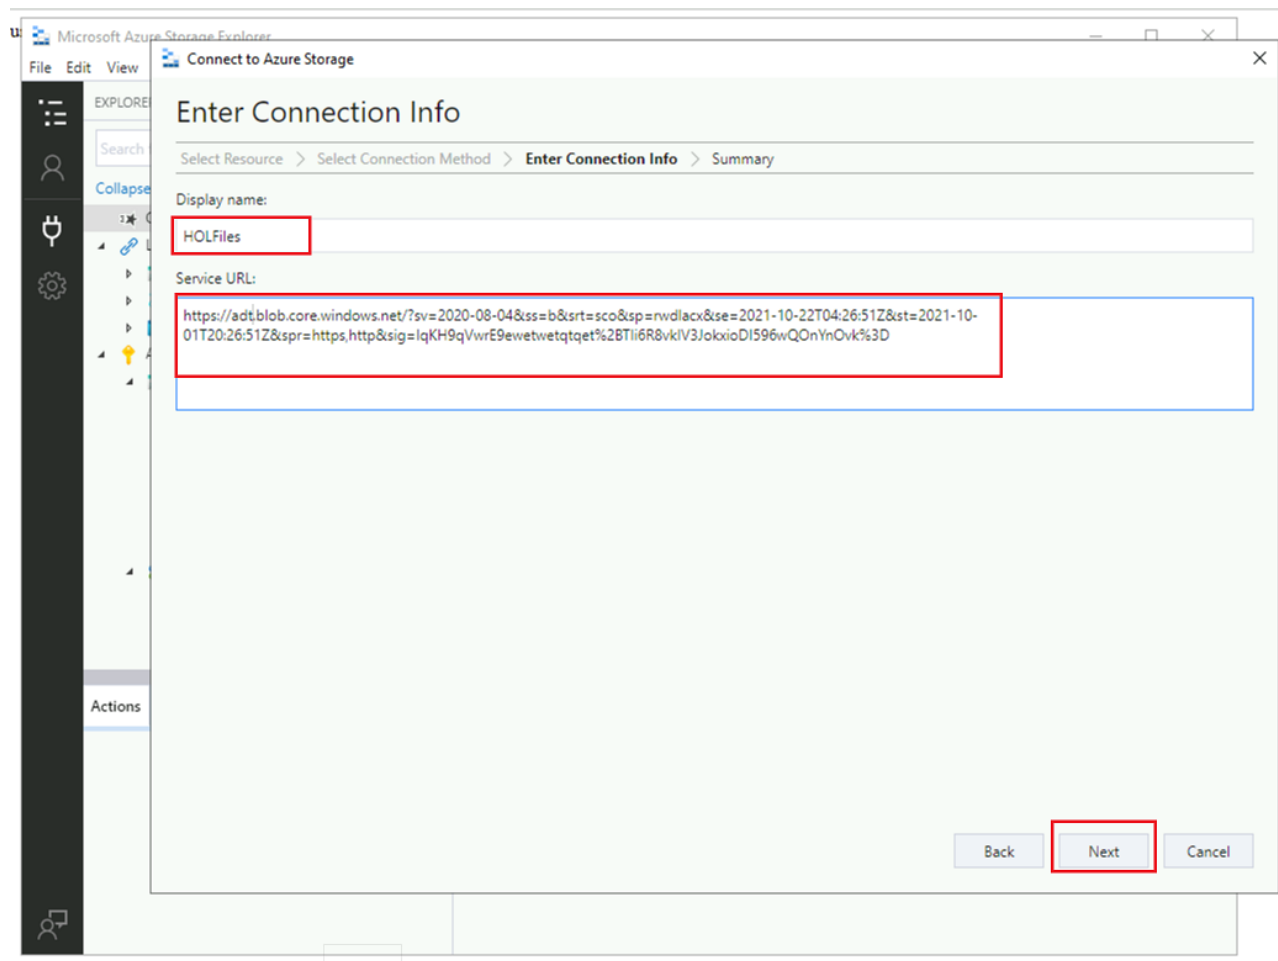 Microsoft Azure Storage Explorer
Connect to Azure Storage
File Edit View
EXPLORE
Enter Connection Info
Search
Select Resource > Select Connection Method > Enter Connection Info > Summary
Collapse
Display name:
HOLFiles
Service URL:
https://adt.blob.core.windows.net/?sv=2020-08-04&ss=b&srt=sco&sp=rwdlacx&se=2021-10-22T04:26:51Z&st=2021-10-
01T20:26:51Z&spr=https,http&sig=IqKH9qVwrE9ewetwetqtqet%2BTli6R8vklV3JokxioDl596wQOnYnOvk%3D
Actions
Back Next Cancel